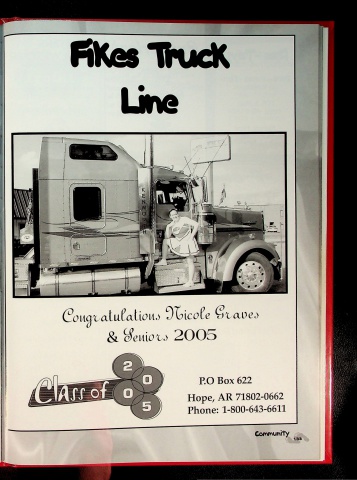 Fikes Truck
Line
Congratulations Nicole Graves
& Seniors 2005
Class of 2005
P.O Box 622
Hope, AR 71802-0662
Phone: 1-800-643-6611
Community